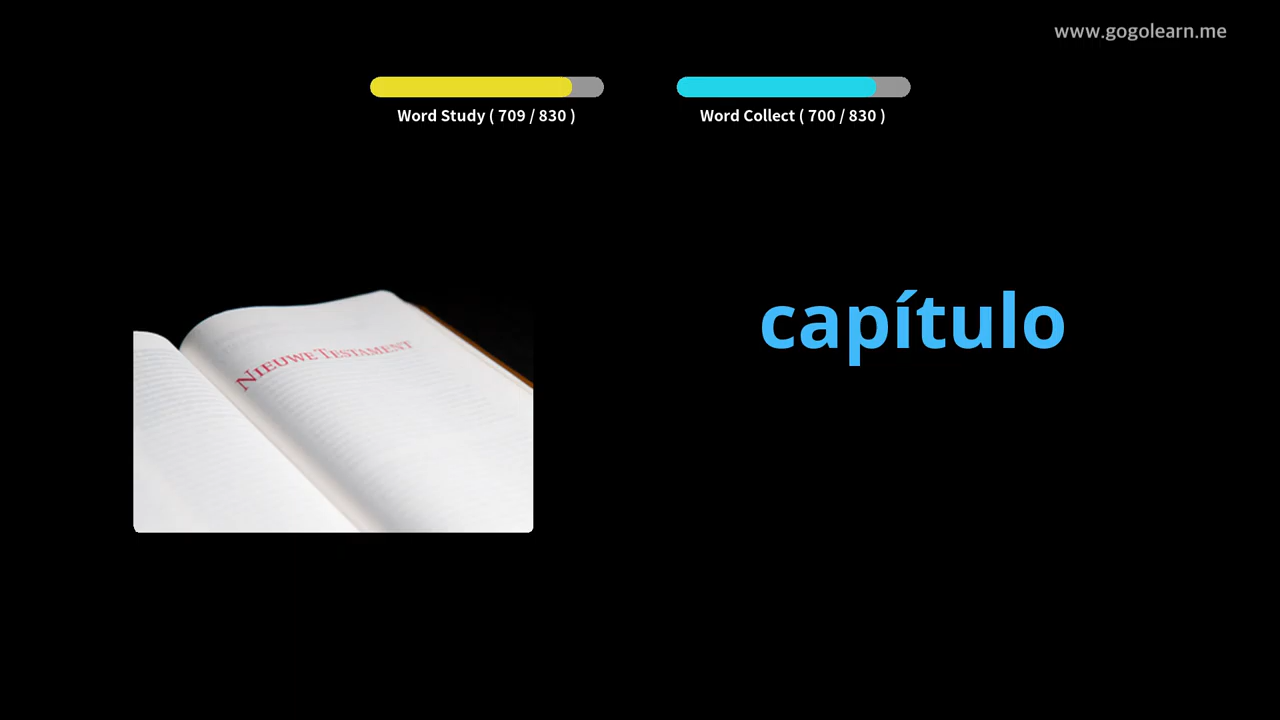 www.gogolearn.me
Word Study ( 709 / 830 )
Word Collect ( 700 / 830 )
NIEUWE TESTAMENT
capítulo